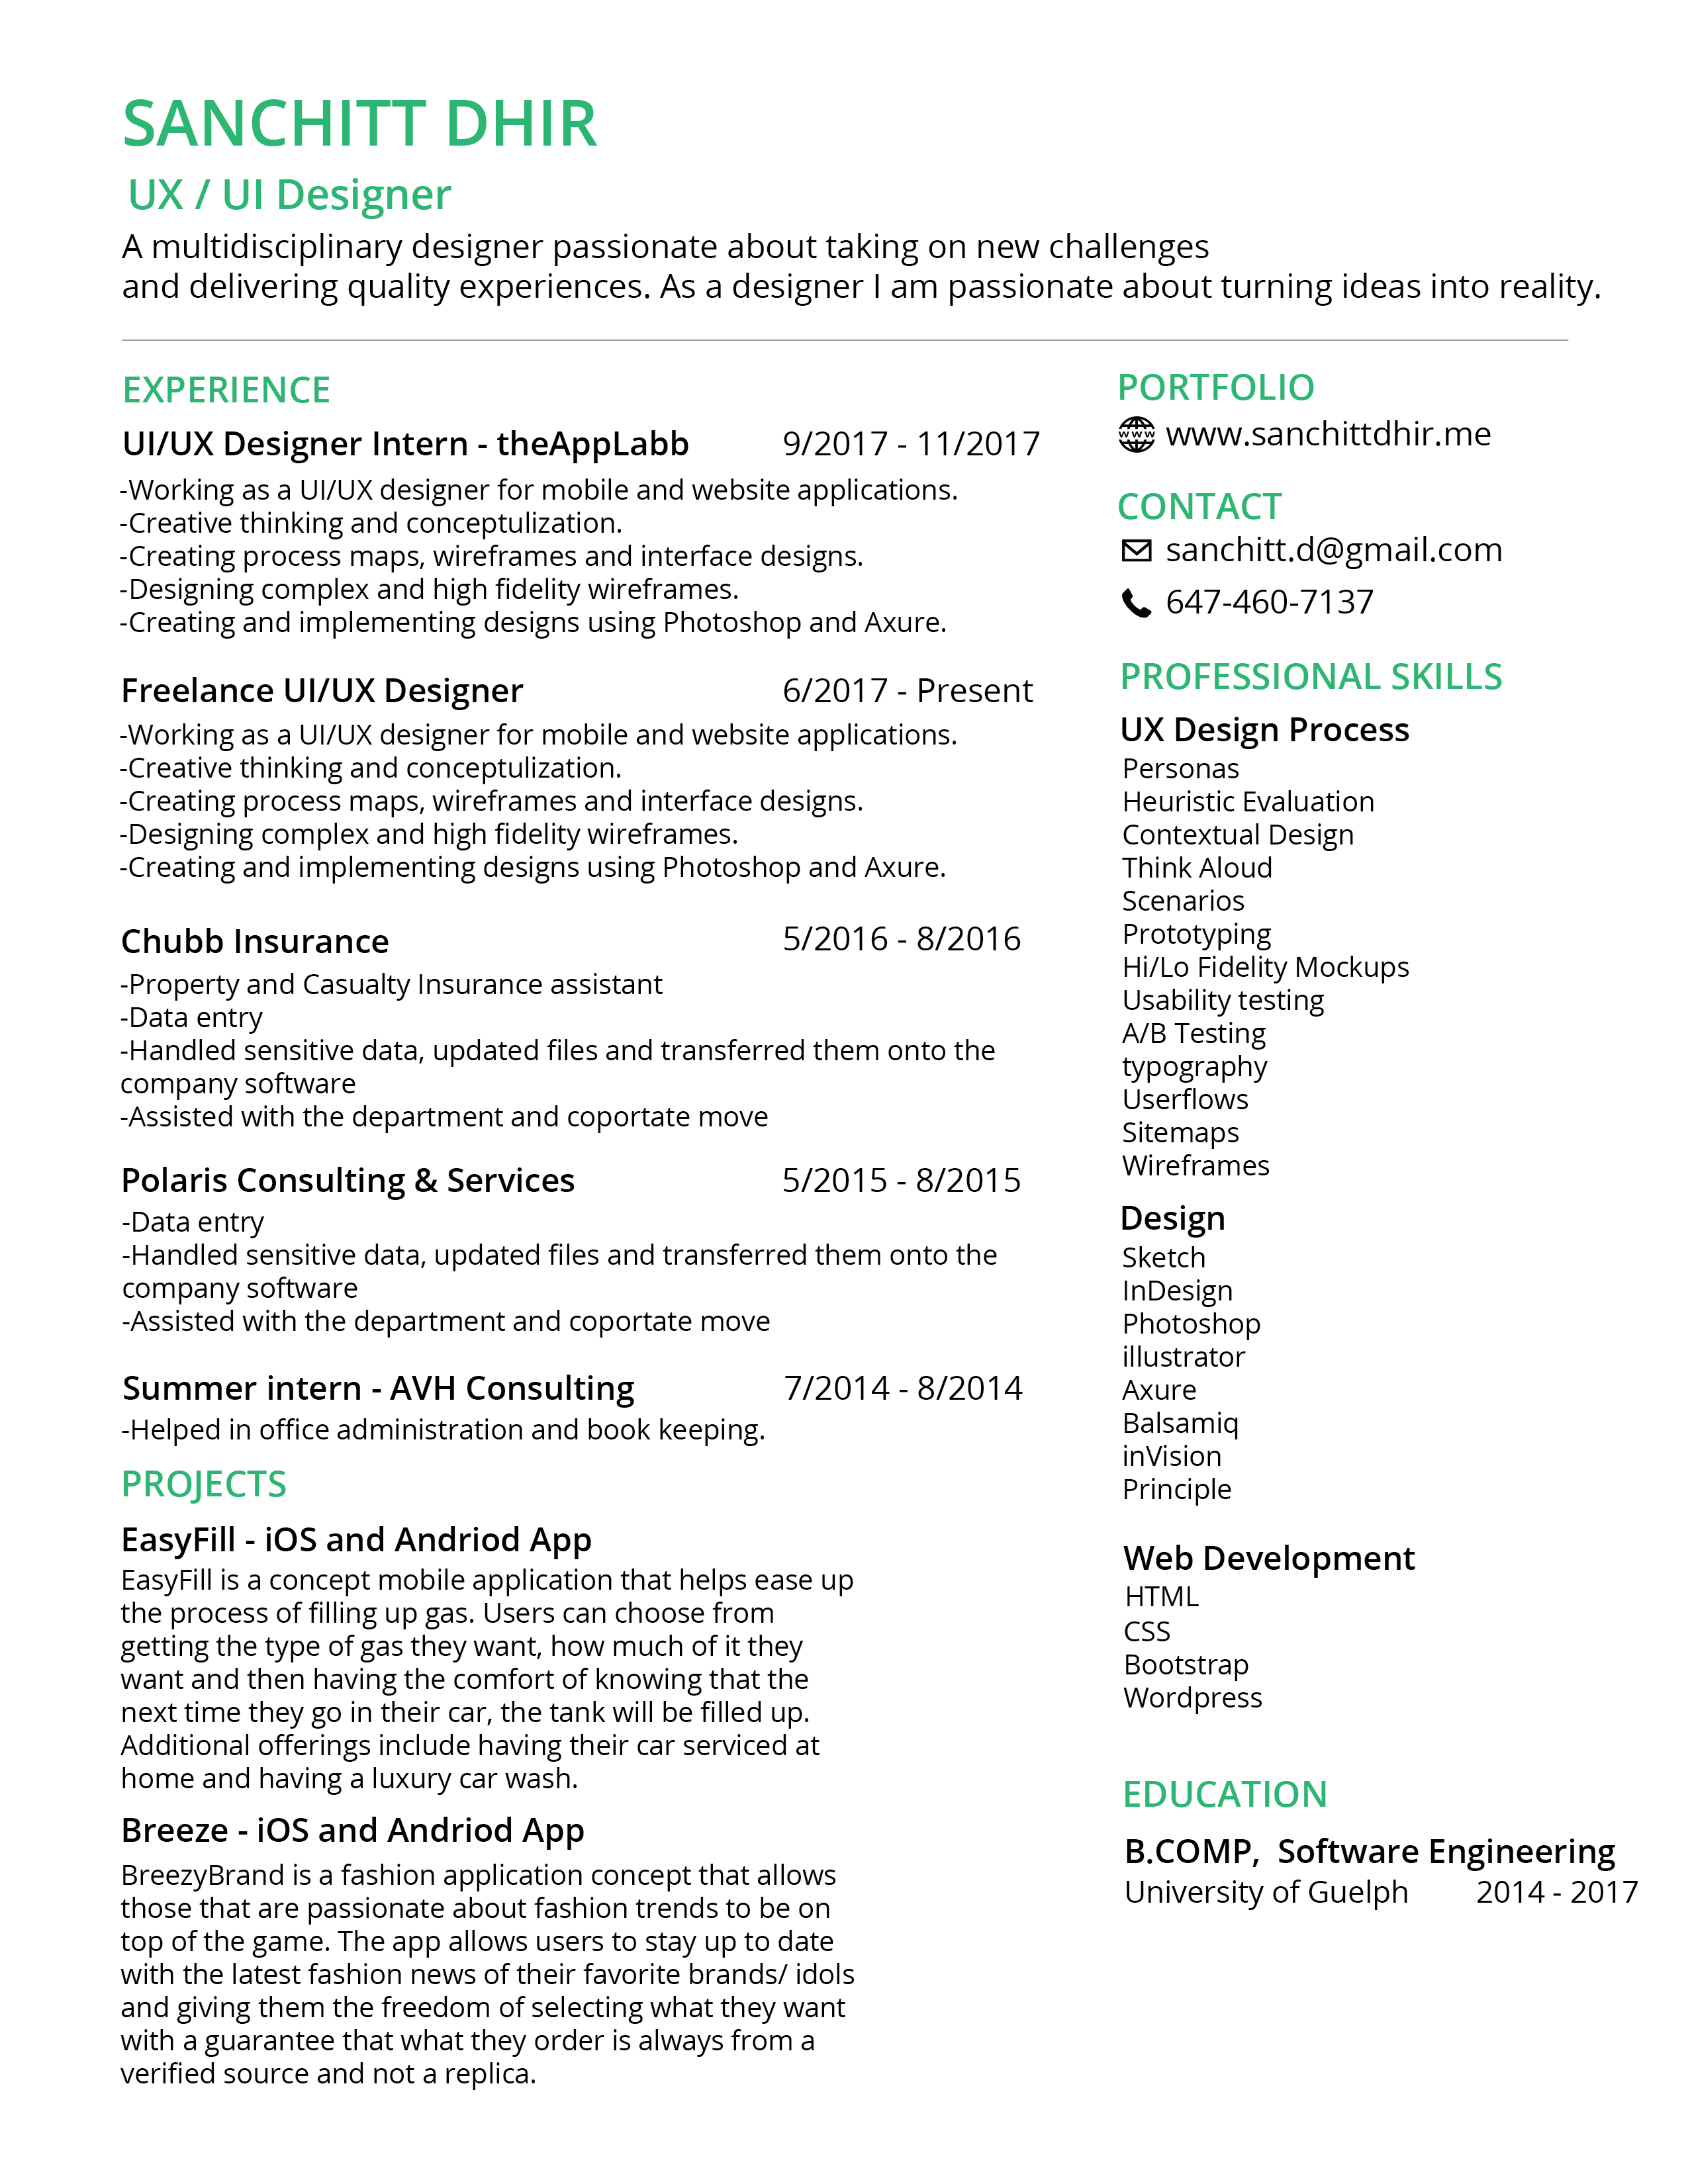 SANCHITT DHIR
UX / UI Designer
A multidisciplinary designer passionate about taking on new challenges
and delivering quality experiences. As a designer I am passionate about turning ideas into reality.
EXPERIENCE
UI/UX Designer Intern - theAppLabb 9/2017 - 11/2017
-Working as a UI/UX designer for mobile and website applications.
-Creative thinking and conceptulization.
-Creating process maps, wireframes and interface designs.
-Designing complex and high fidelity wireframes.
-Creating and implementing designs using Photoshop and Axure.
Freelance UI/UX Designer 6/2017 - Present
-Working as a UI/UX designer for mobile and website applications.
-Creative thinking and conceptulization.
-Creating process maps, wireframes and interface designs.
-Designing complex and high fidelity wireframes.
-Creating and implementing designs using Photoshop and Axure.
Chubb Insurance 5/2016 - 8/2016
-Property and Casualty Insurance assistant
-Data entry
-Handled sensitive data, updated files and transferred them onto the
company software
-Assisted with the department and coportate move
Polaris Consulting & Services 5/2015 - 8/2015
-Data entry
-Handled sensitive data, updated files and transferred them onto the
company software
-Assisted with the department and coportate move
Summer intern - AVH Consulting 7/2014 - 8/2014
-Helped in office administration and book keeping.
PROJECTS
EasyFill - iOS and Andriod App
EasyFill is a concept mobile application that helps ease up
the process of filling up gas. Users can choose from
getting the type of gas they want, how much of it they
want and then having the comfort of knowing that the
next time they go in their car, the tank will be filled up.
Additional offerings include having their car serviced at
home and having a luxury car wash.
Breeze - iOS and Andriod App
BreezyBrand is a fashion application concept that allows
those that are passionate about fashion trends to be on
top of the game. The app allows users to stay up to date
with the latest fashion news of their favorite brands/ idols
and giving them the freedom of selecting what they want
with a guarantee that what they order is always from a
verified source and not a replica.
PORTFOLIO
WWW www.sanchittdhir.me
CONTACT
sanchitt.d@gmail.com
647-460-7137
PROFESSIONAL SKILLS
UX Design Process
Personas
Heuristic Evaluation
Contextual Design
Think Aloud
Scenarios
Prototyping
Hi/Lo Fidelity Mockups
Usability testing
A/B Testing
typography
Userflows
Sitemaps
Wireframes
Design
Sketch
InDesign
Photoshop
illustrator
Axure
Balsamiq
inVision
Principle
Web Development
HTML
CSS
Bootstrap
Wordpress
EDUCATION
B.COMP, Software Engineering
University of Guelph 2014 - 2017